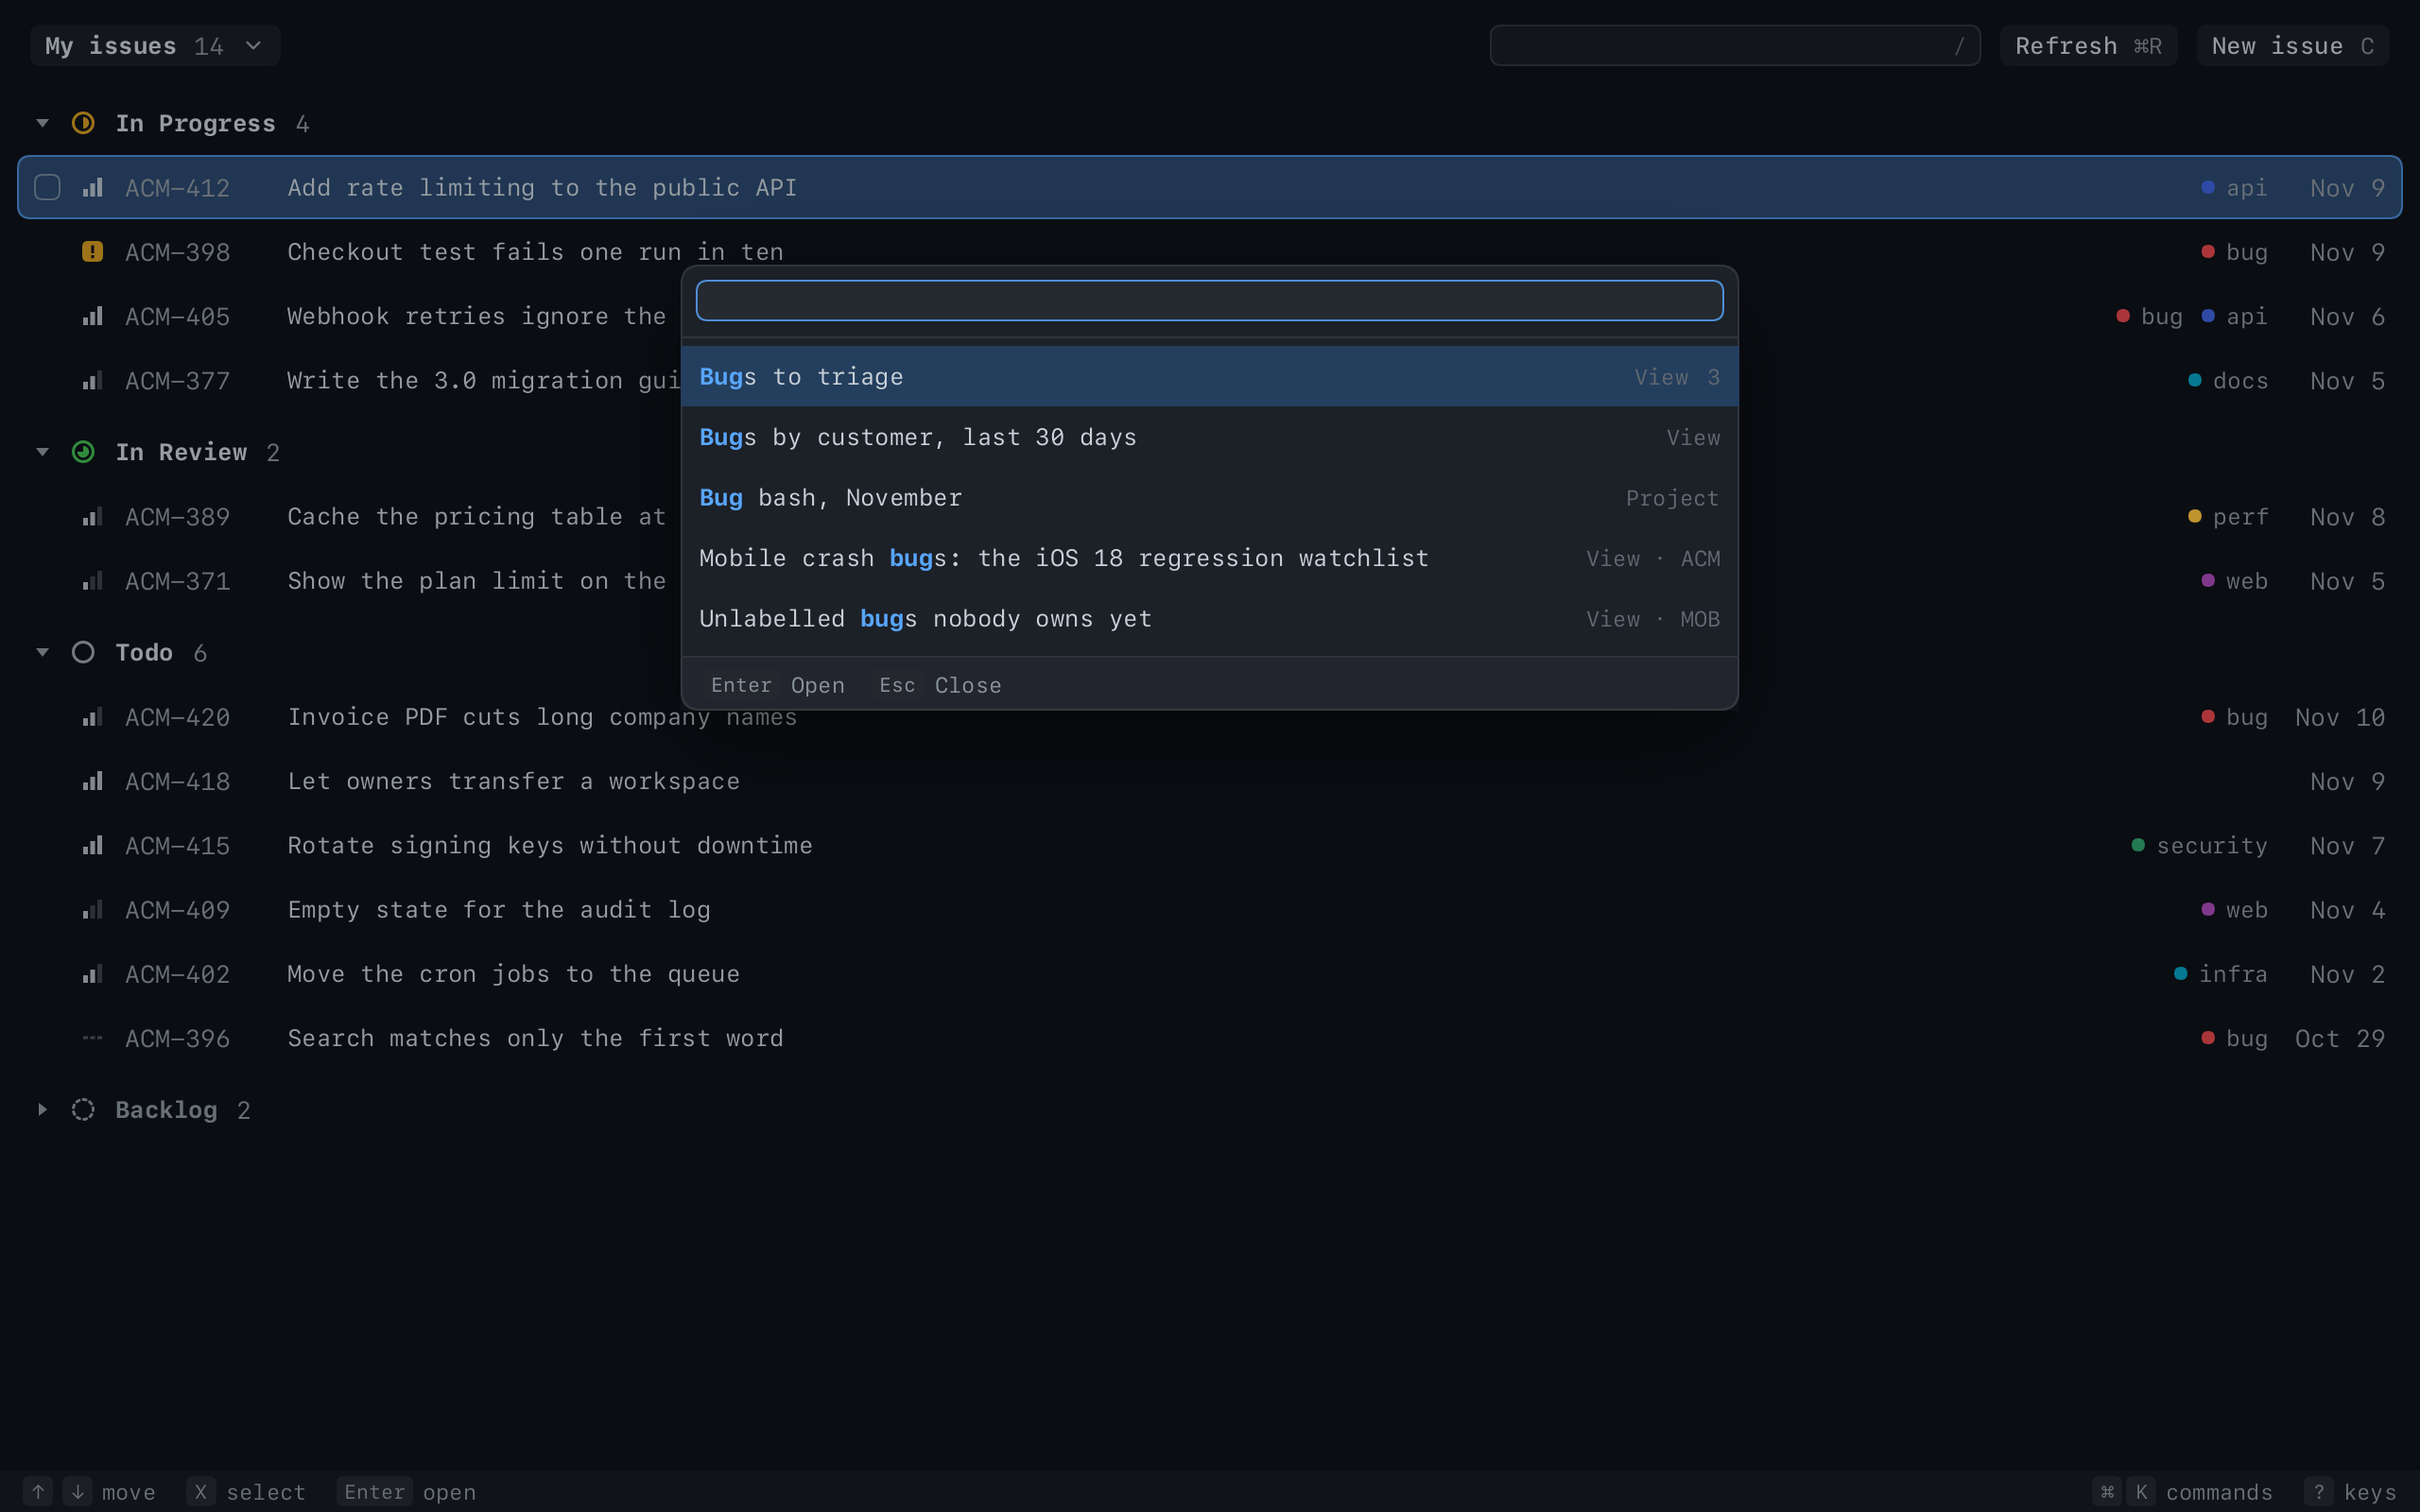 My issues 14
/
Refresh ⌘R
New issue C
In Progress 4
ACM-412 Add rate limiting to the public API api Nov 9
ACM-398 Checkout test fails one run in ten bug Nov 9
ACM-405 Webhook retries ignore the bug api Nov 6
ACM-377 Write the 3.0 migration gui docs Nov 5
In Review 2
ACM-389 Cache the pricing table at perf Nov 8
ACM-371 Show the plan limit on the web Nov 5
Todo 6
ACM-420 Invoice PDF cuts long company names bug Nov 10
ACM-418 Let owners transfer a workspace Nov 9
ACM-415 Rotate signing keys without downtime security Nov 7
ACM-409 Empty state for the audit log web Nov 4
ACM-402 Move the cron jobs to the queue infra Nov 2
ACM-396 Search matches only the first word bug Oct 29
Backlog 2
Bugs to triage View 3
Bugs by customer, last 30 days View
Bug bash, November Project
Mobile crash bugs: the iOS 18 regression watchlist View · ACM
Unlabelled bugs nobody owns yet View · MOB
Enter Open Esc Close
↑ ↓ move X select Enter open
⌘ K commands ? keys